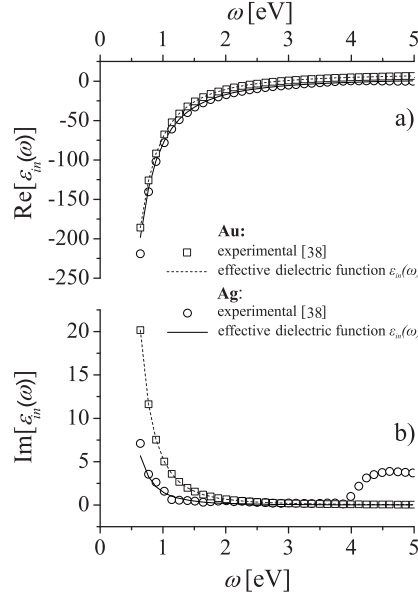 ω [eV]
0 1 2 3 4 5
0
-50
-100
-150
-200
-250
Re[ε_in(ω)]
a)
Au:
experimental [38]
effective dielectric function ε_in(ω)
Ag:
experimental [38]
effective dielectric function ε_in(ω)
20
15
10
5
0
Im[ε_in(ω)]
b)
0 1 2 3 4 5
ω [eV]